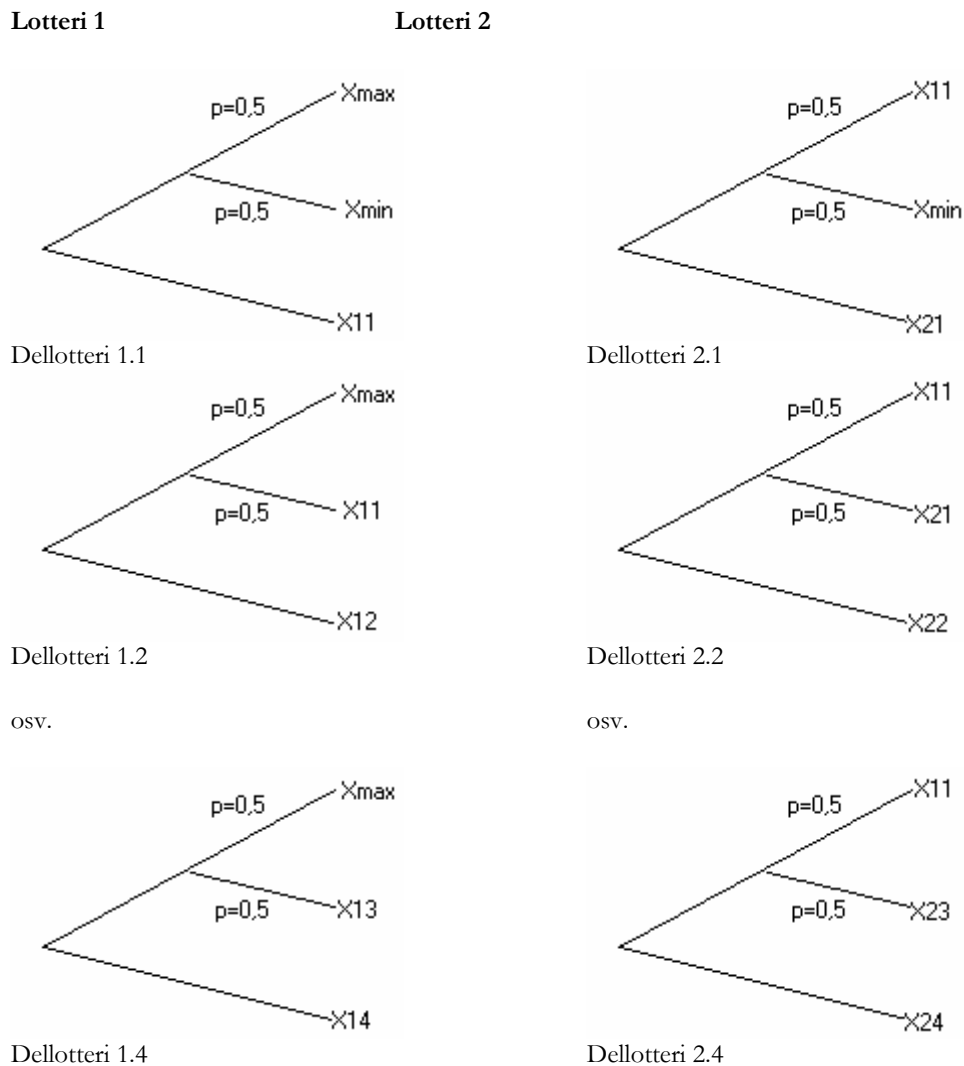 Lotteri 1 Lotteri 2
p=0,5 Xmax p=0,5 X11
p=0,5 Xmin p=0,5 Xmin
X11 X21
Dellotteri 1.1 Dellotteri 2.1
p=0,5 Xmax p=0,5 X11
p=0,5 X11 p=0,5 X21
X12 X22
Dellotteri 1.2 Dellotteri 2.2
osv. osv.
p=0,5 Xmax p=0,5 X11
p=0,5 X13 p=0,5 X23
X14 X24
Dellotteri 1.4 Dellotteri 2.4